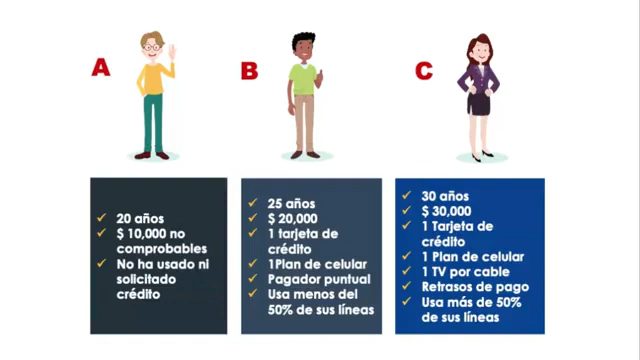 A
B
C
20 años
$ 10,000 no
comprobables
No ha usado ni
solicitado
crédito
25 años
$ 20,000
1 tarjeta de
crédito
1Plan de celular
Pagador puntual
Usa menos del
50% de sus líneas
30 años
$ 30,000
1 Tarjeta de
crédito
1 Plan de celular
1 TV por cable
Retrasos de pago
Usa más de 50%
de sus líneas